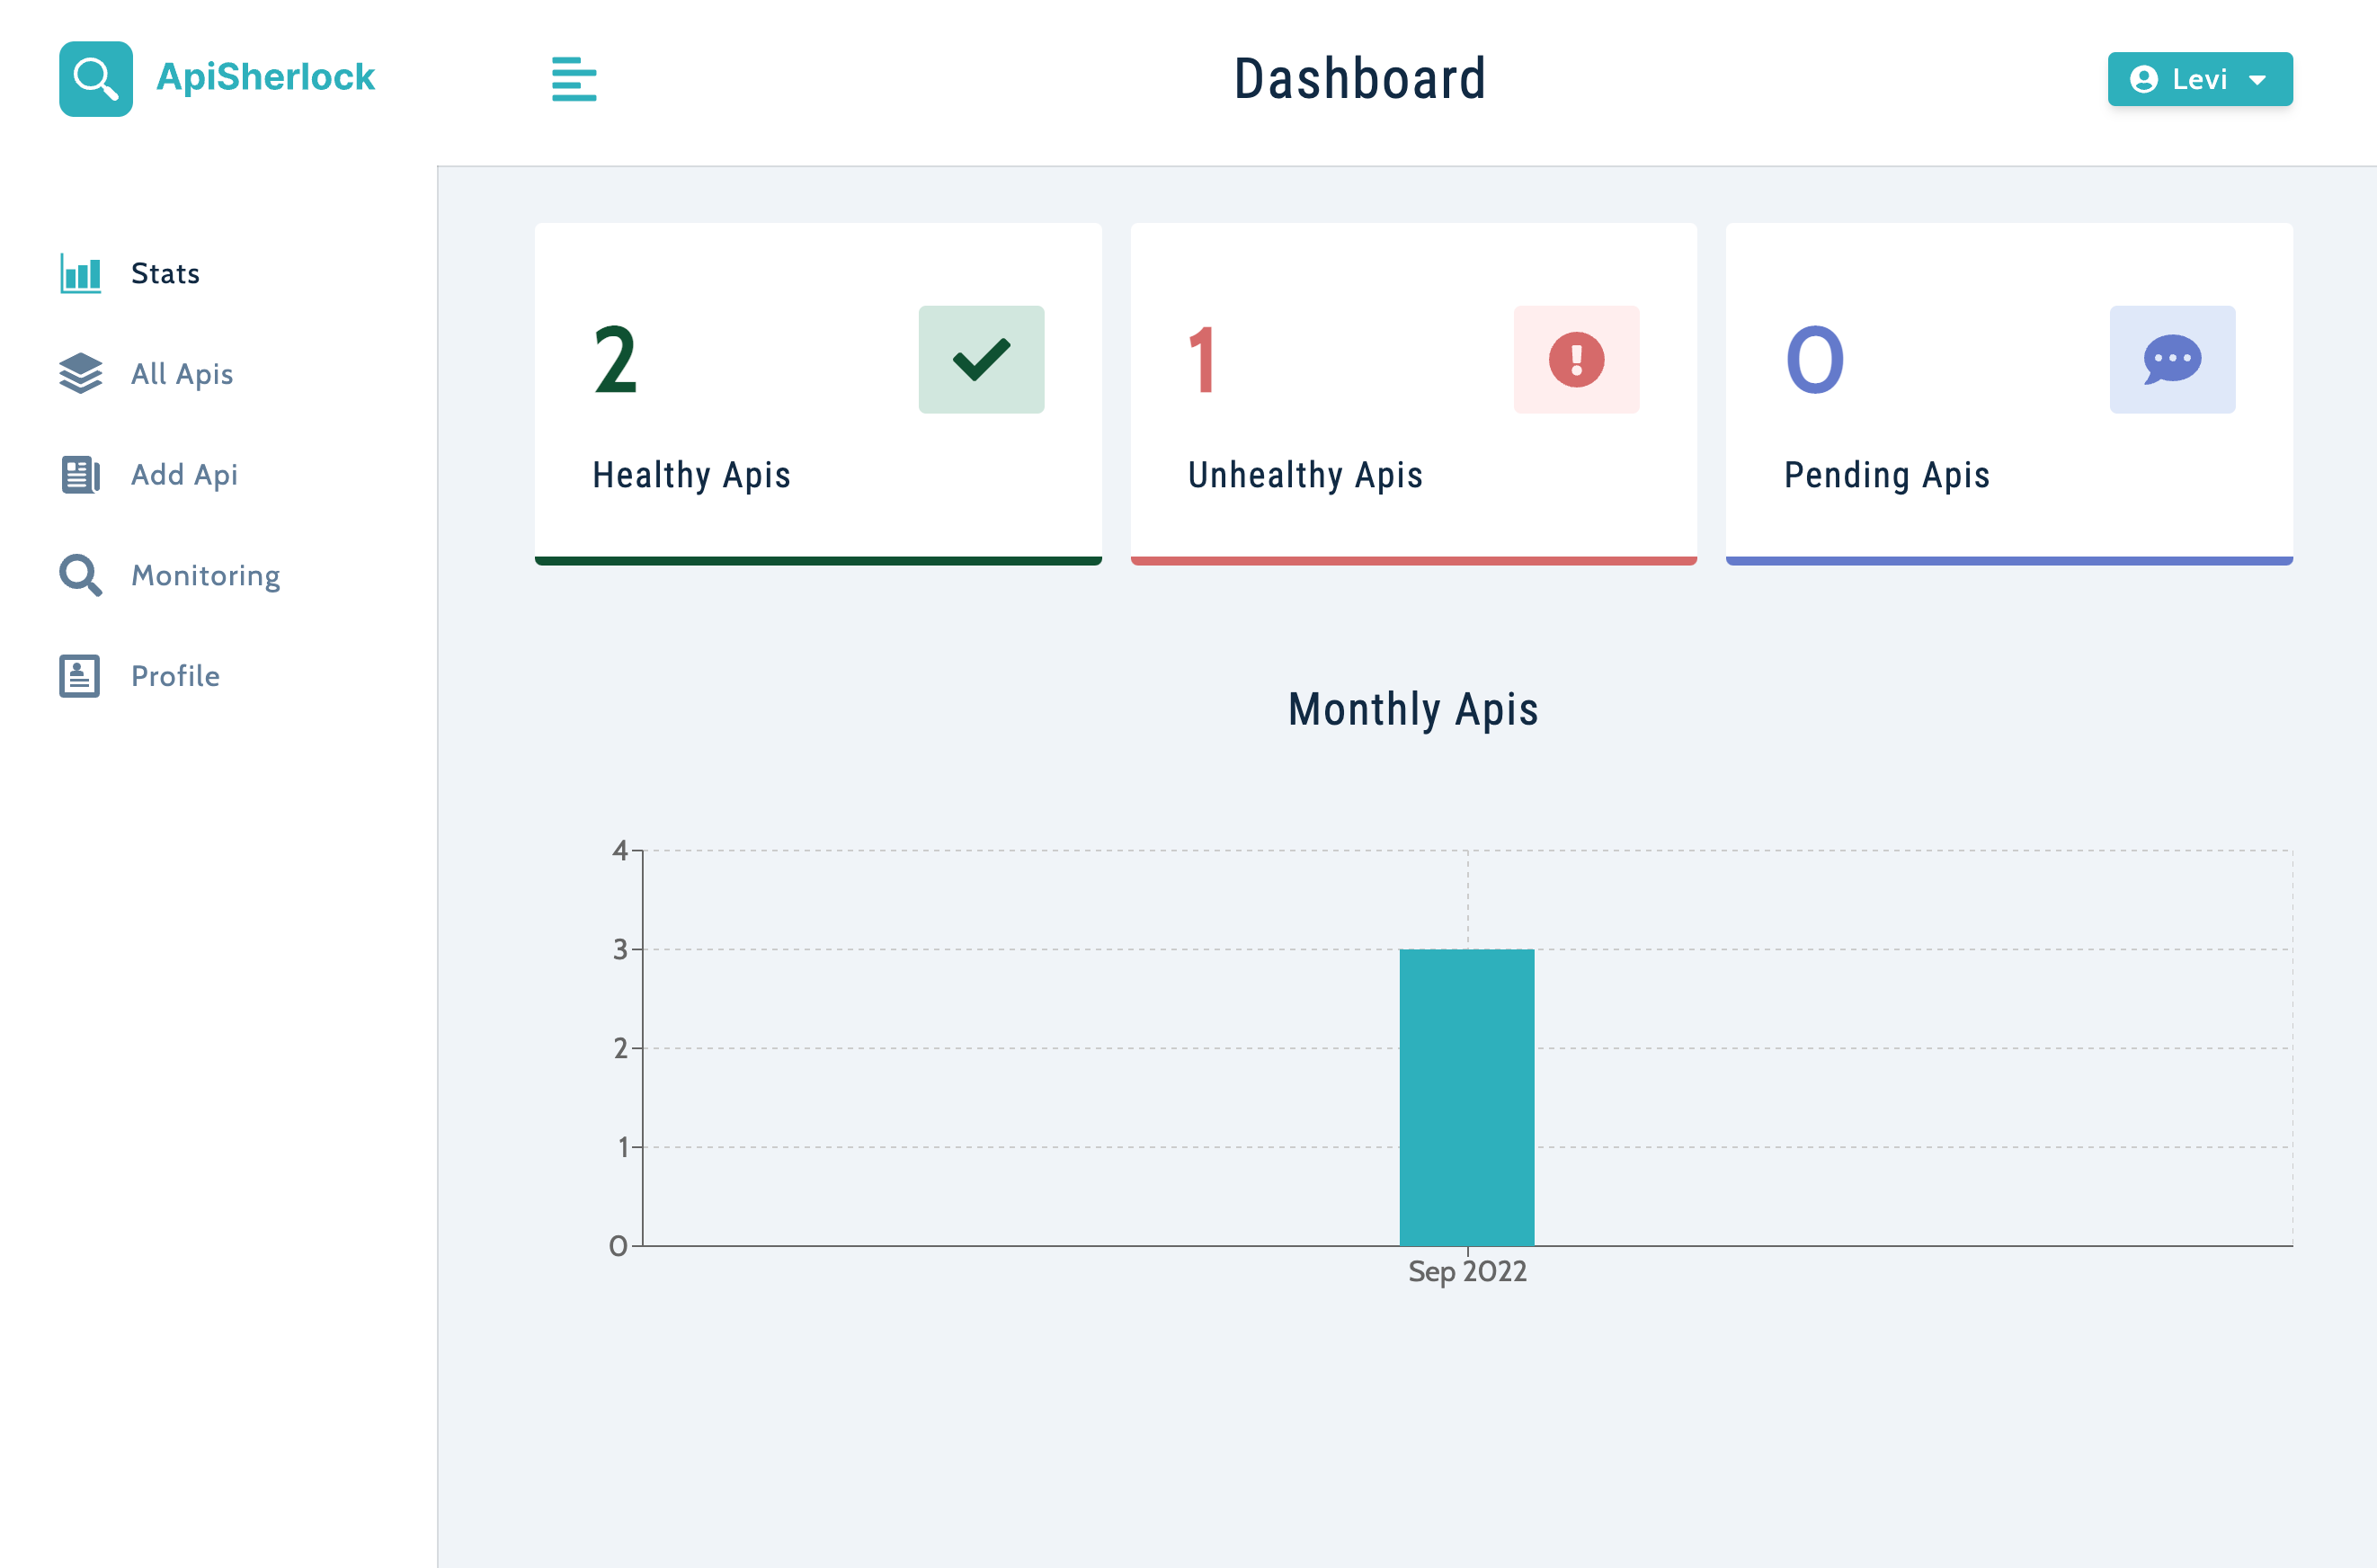 ApiSherlock
Dashboard
Levi
Stats
All Apis
Add Api
Monitoring
Profile
2
Healthy Apis
1
Unhealthy Apis
0
Pending Apis
Monthly Apis
4
3
2
1
0
Sep 2022